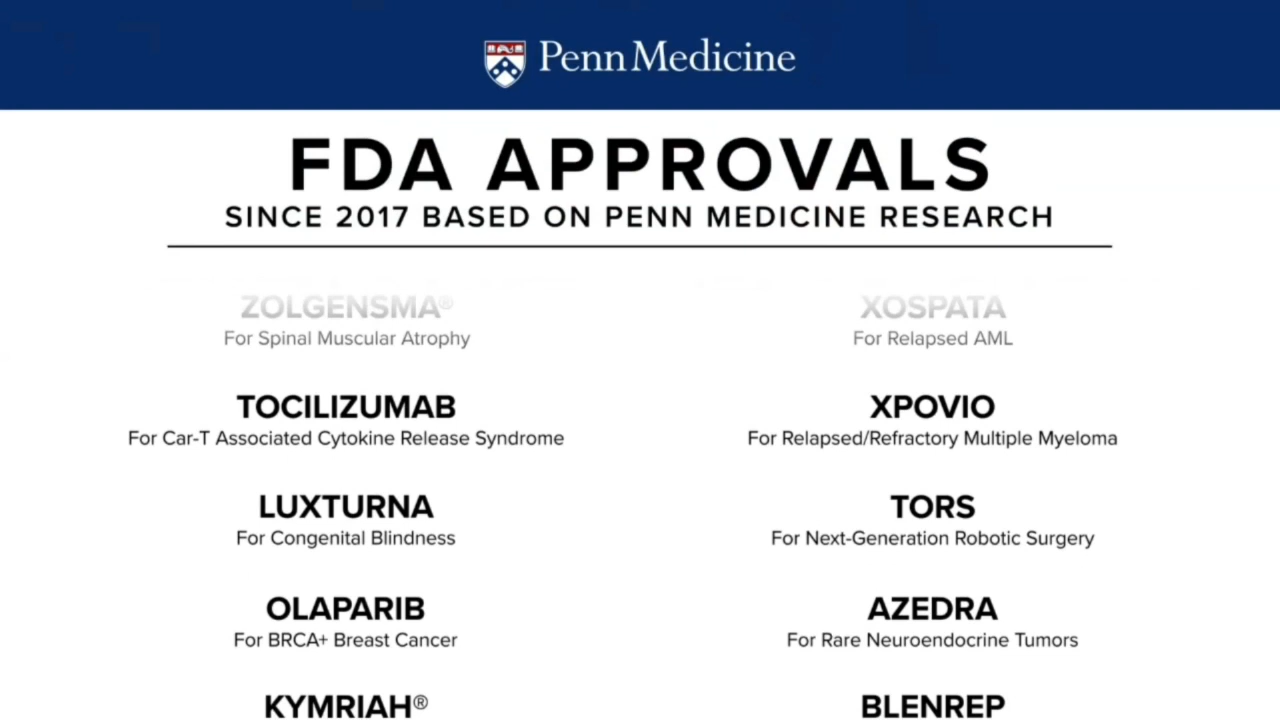 Penn Medicine
FDA APPROVALS
SINCE 2017 BASED ON PENN MEDICINE RESEARCH
ZOLGENSMA®
For Spinal Muscular Atrophy
XOSPATA
For Relapsed AML
TOCILIZUMAB
For Car-T Associated Cytokine Release Syndrome
XPOVIO
For Relapsed/Refractory Multiple Myeloma
LUXTURNA
For Congenital Blindness
TORS
For Next-Generation Robotic Surgery
OLAPARIB
For BRCA+ Breast Cancer
AZEDRA
For Rare Neuroendocrine Tumors
KYMRIAH®
BLENREP